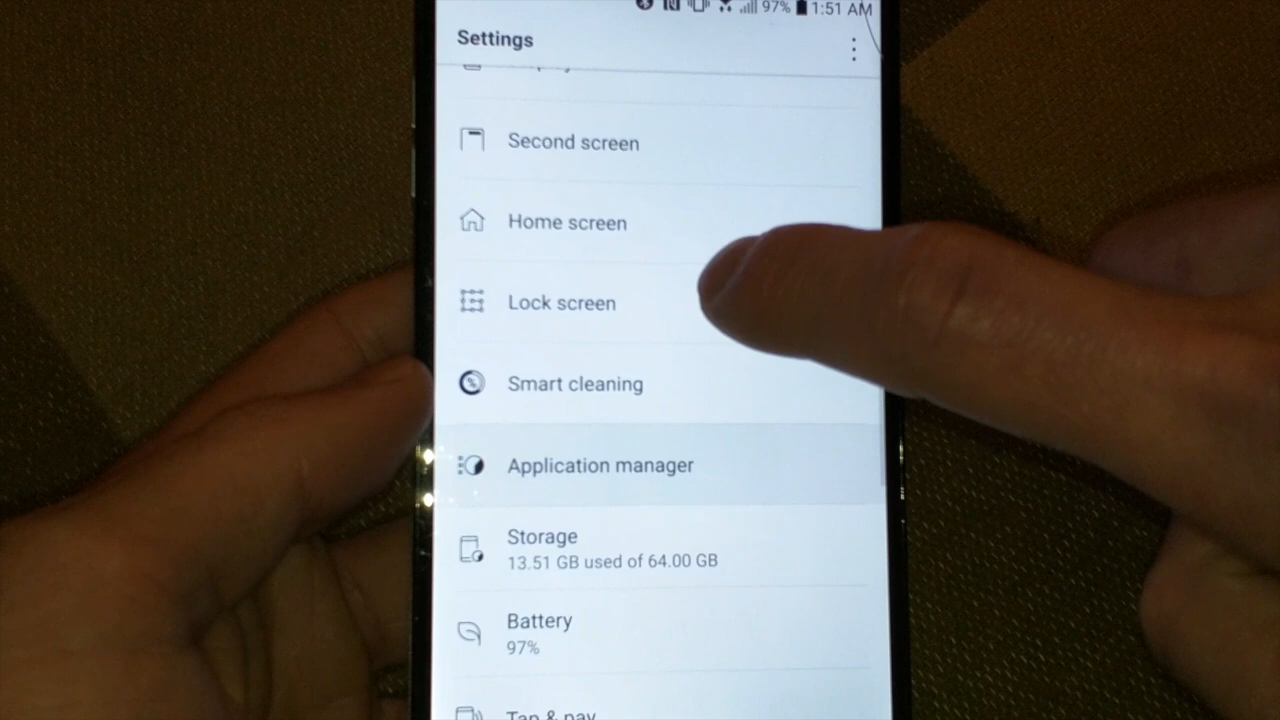 97% 1:51 AM
Settings
Second screen
Home screen
Lock screen
Smart cleaning
Application manager
Storage
13.51 GB used of 64.00 GB
Battery
97%
Tap & pay